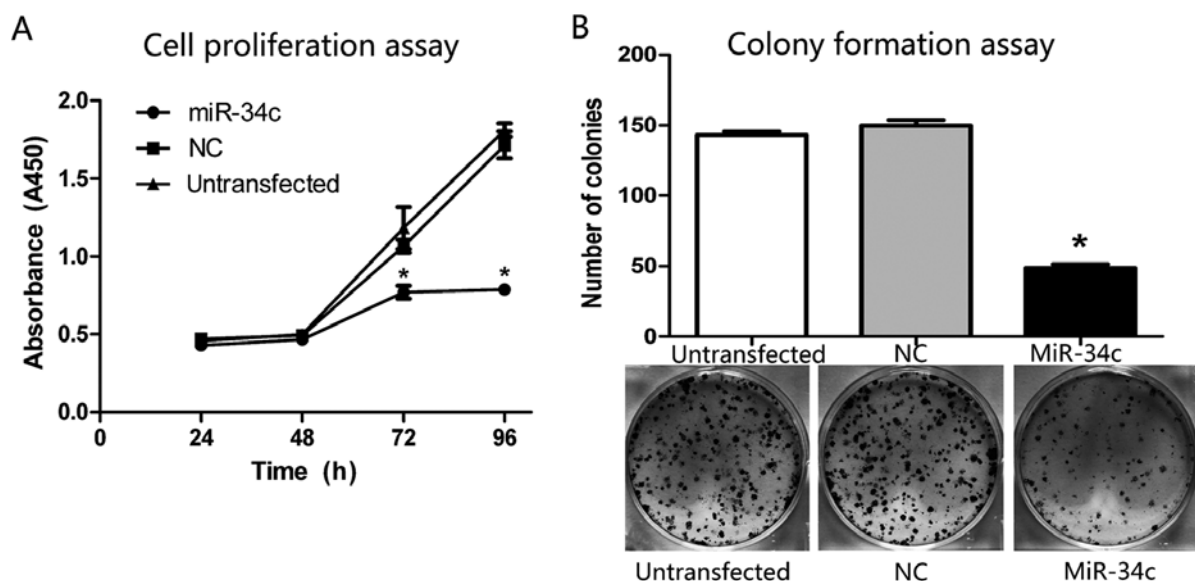 A
Cell proliferation assay
miR-34c
NC
Untransfected
2.0
1.5
1.0
0.5
0.0
Absorbance (A450)
*
*
0
24
48
72
96
Time (h)
B
Colony formation assay
200
150
100
50
0
Number of colonies
*
Untransfected
NC
MiR-34c
Untransfected
NC
MiR-34c